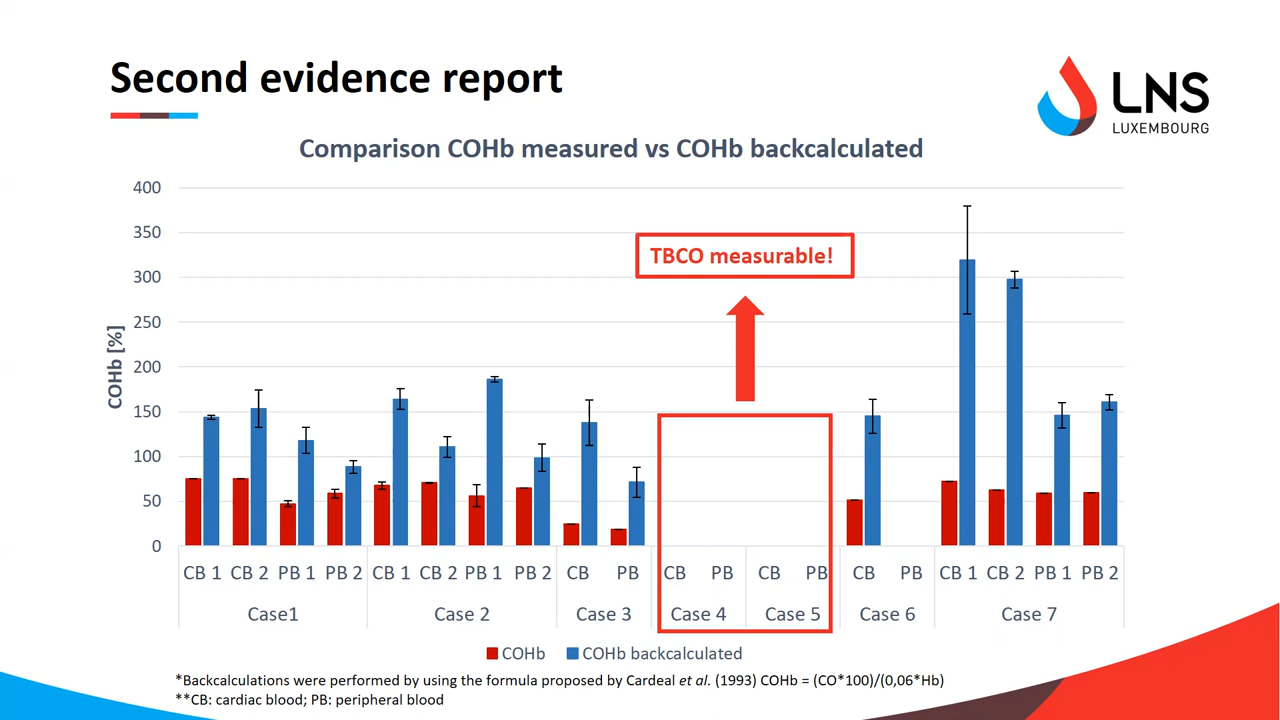 Second evidence report
LNS
LUXEMBOURG
Comparison COHb measured vs COHb backcalculated
400
350
300
250
200
150
100
50
0
COHb [%]
TBCO measurable!
CB 1 CB 2 PB 1 PB 2 CB 1 CB 2 PB 1 PB 2 CB PB CB PB CB PB CB PB CB 1 CB 2 PB 1 PB 2
Case1 Case 2 Case 3 Case 4 Case 5 Case 6 Case 7
COHb COHb backcalculated
*Backcalculations were performed by using the formula proposed by Cardeal et al. (1993) COHb = (CO*100)/(0,06*Hb)
**CB: cardiac blood; PB: peripheral blood